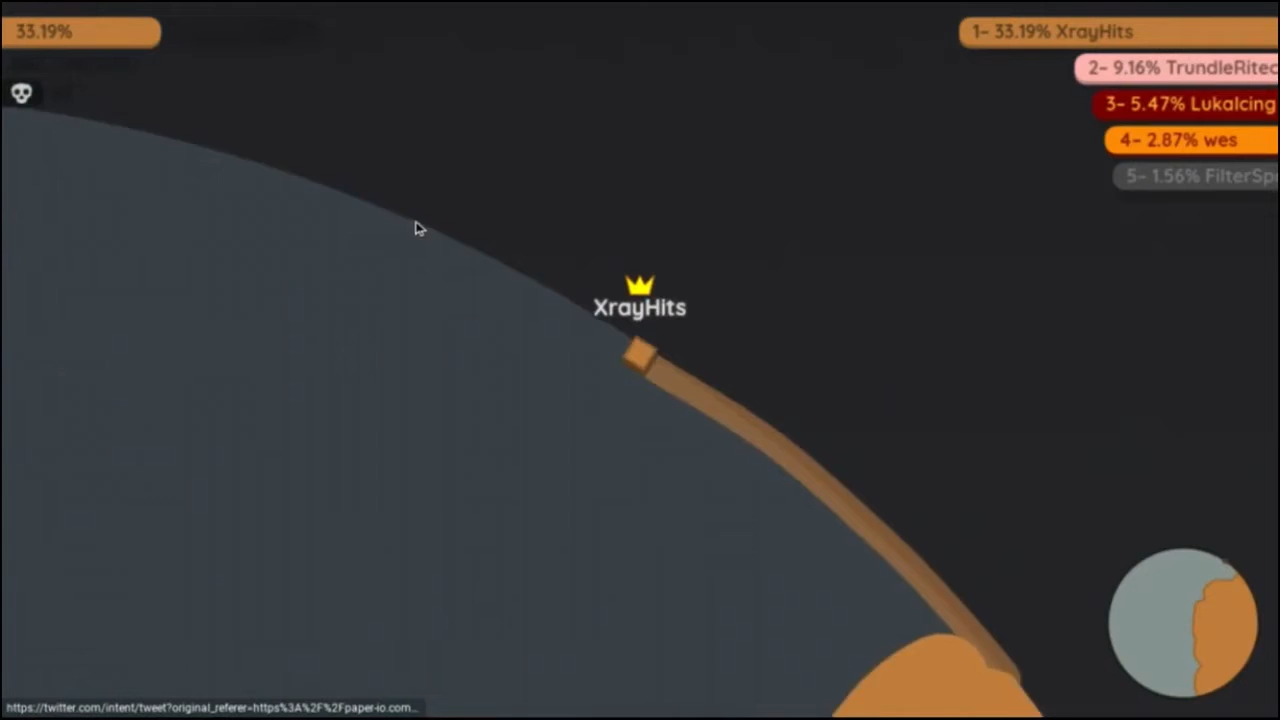 33.19%
1- 33.19% XrayHits
2- 9.16% TrundleRitec
3- 5.47% Lukalcing
4- 2.87% wes
5- 1.56% FilterSp
XrayHits
https://twitter.com/intent/tweet?original_referer=https%3A%2F%2Fpaper-io.com...